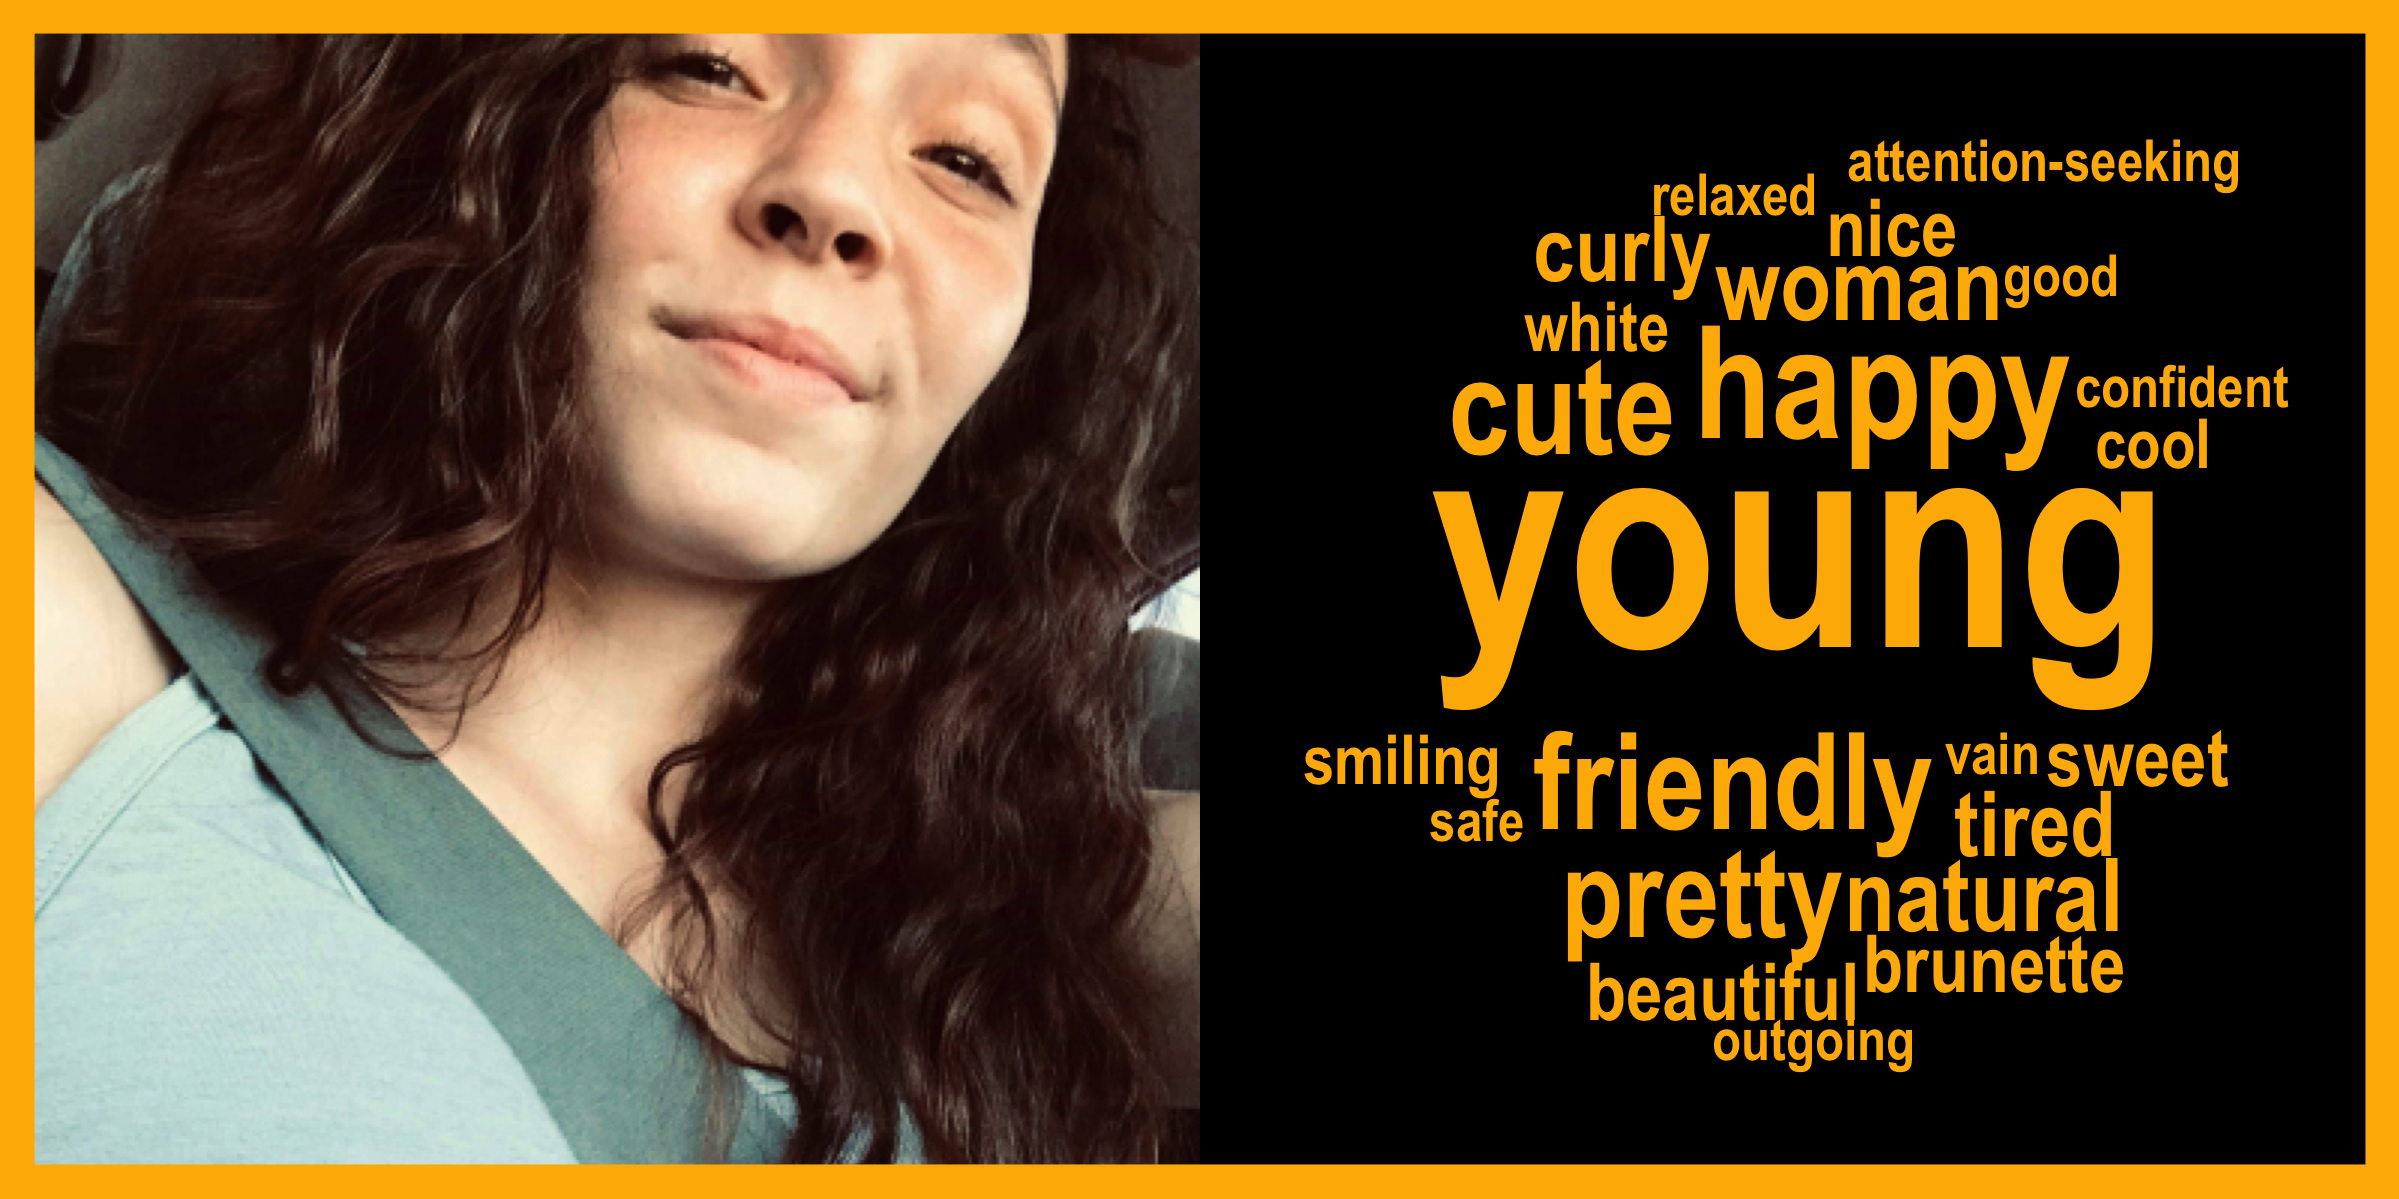 attention-seeking
relaxed
nice
curly
woman good
white
happy
confident
cute
cool
young
smiling friendly vain sweet
safe
tired
pretty natural
brunette
beautiful
outgoing